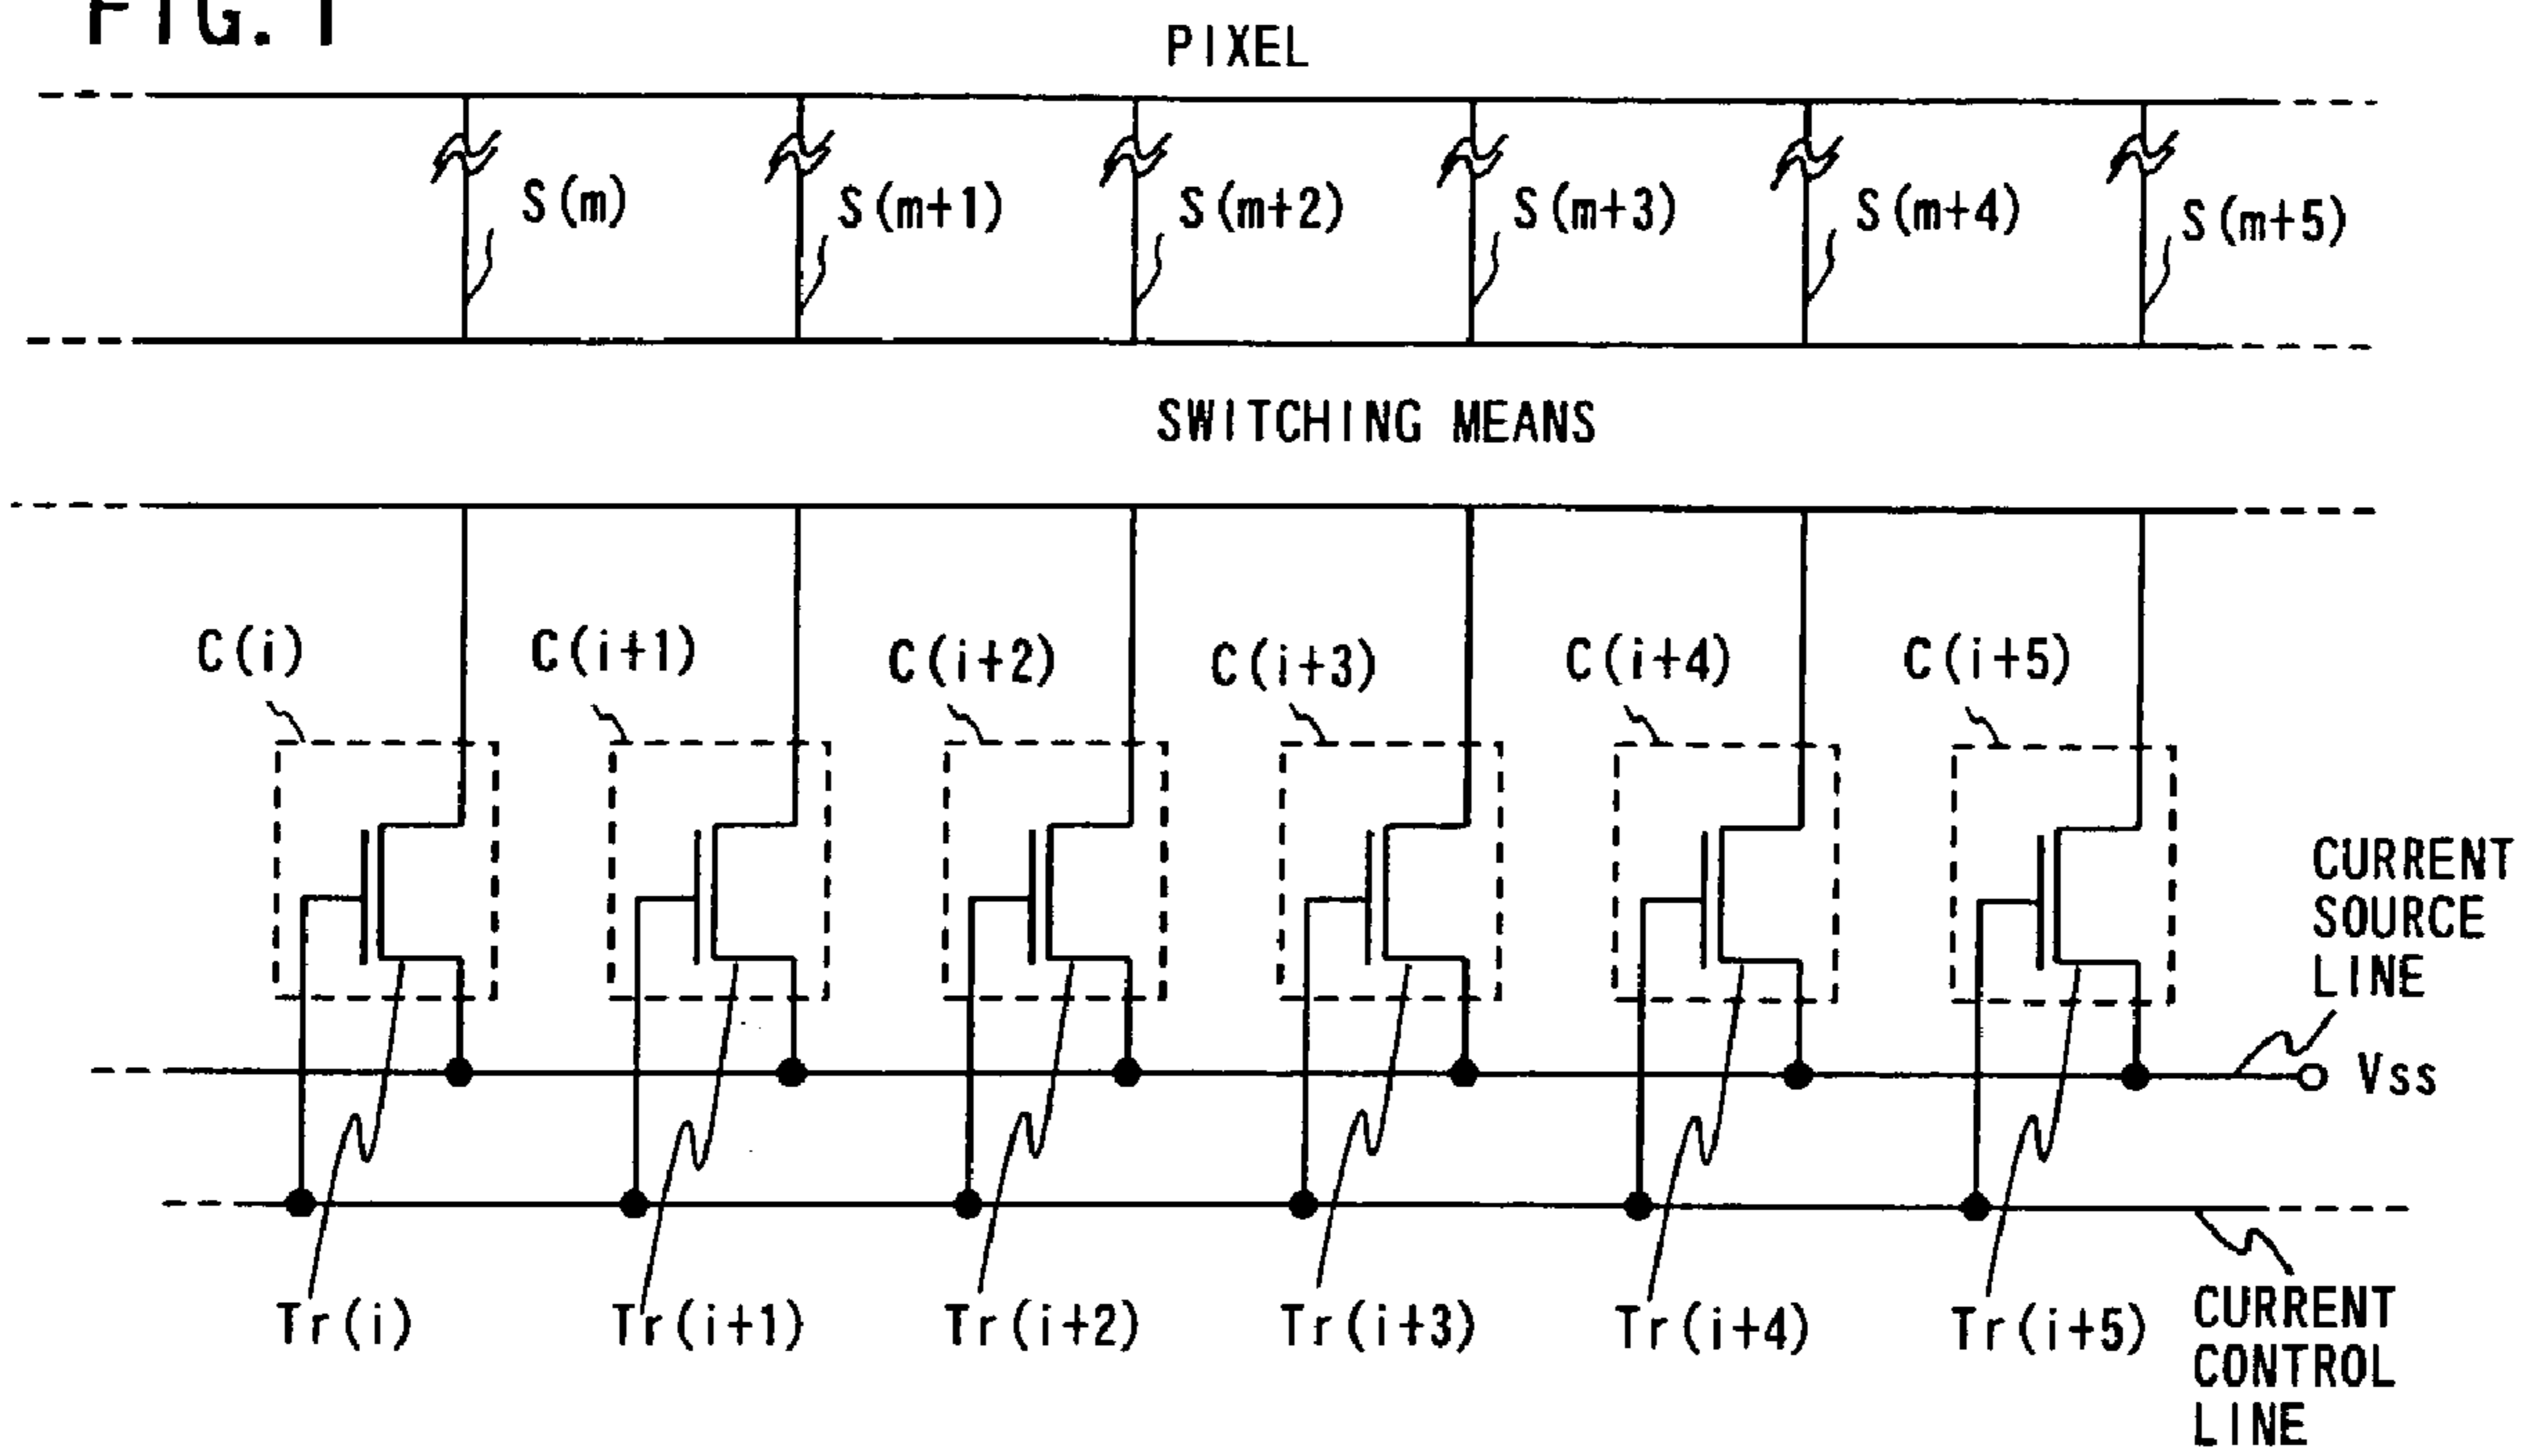 FIG. 1
PIXEL
S(m)
S(m+1)
S(m+2)
S(m+3)
S(m+4)
S(m+5)
SWITCHING MEANS
C(i)
C(i+1)
C(i+2)
C(i+3)
C(i+4)
C(i+5)
CURRENT
SOURCE
LINE
Vss
Tr(i)
Tr(i+1)
Tr(i+2)
Tr(i+3)
Tr(i+4)
Tr(i+5)
CURRENT
CONTROL
LINE